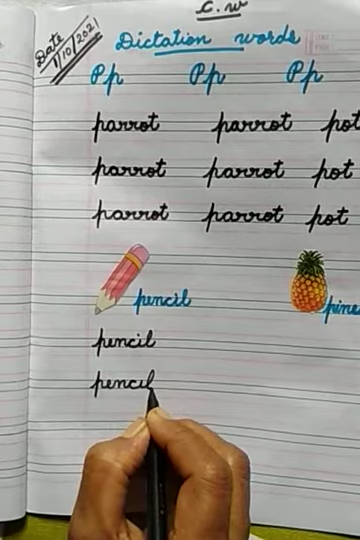 C.W
Date 1/10/2021
Dictation words
Pp Pp Pp
parrot parrot pot
parrot parrot pot
parrot parrot pot
pencil pine
pencil
pencil